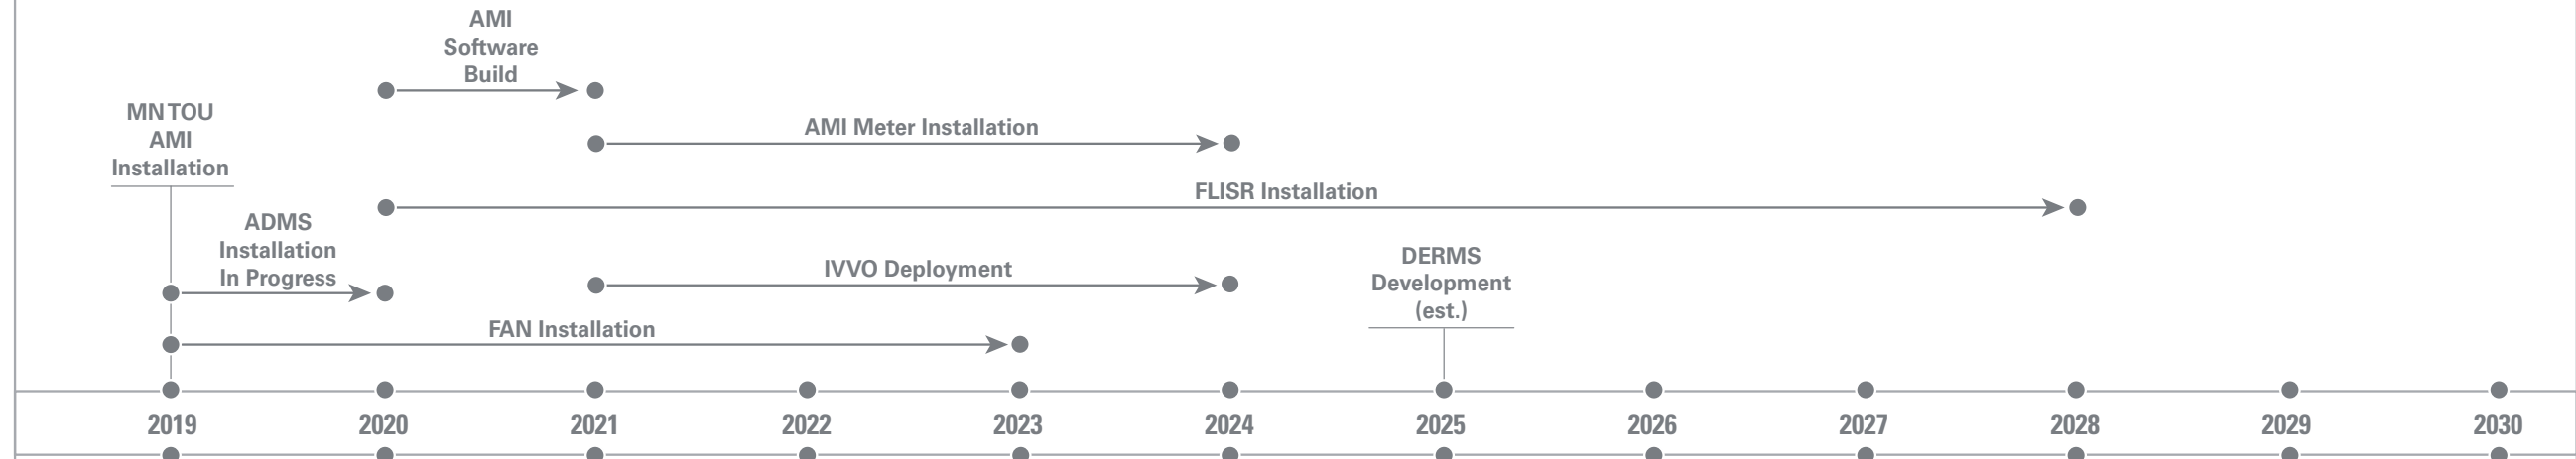 AMI
Software
Build
MN TOU
AMI
Installation
AMI Meter Installation
FLISR Installation
ADMS
Installation
In Progress
IVVO Deployment
DERMS
Development
(est.)
FAN Installation
2019 2020 2021 2022 2023 2024 2025 2026 2027 2028 2029 2030